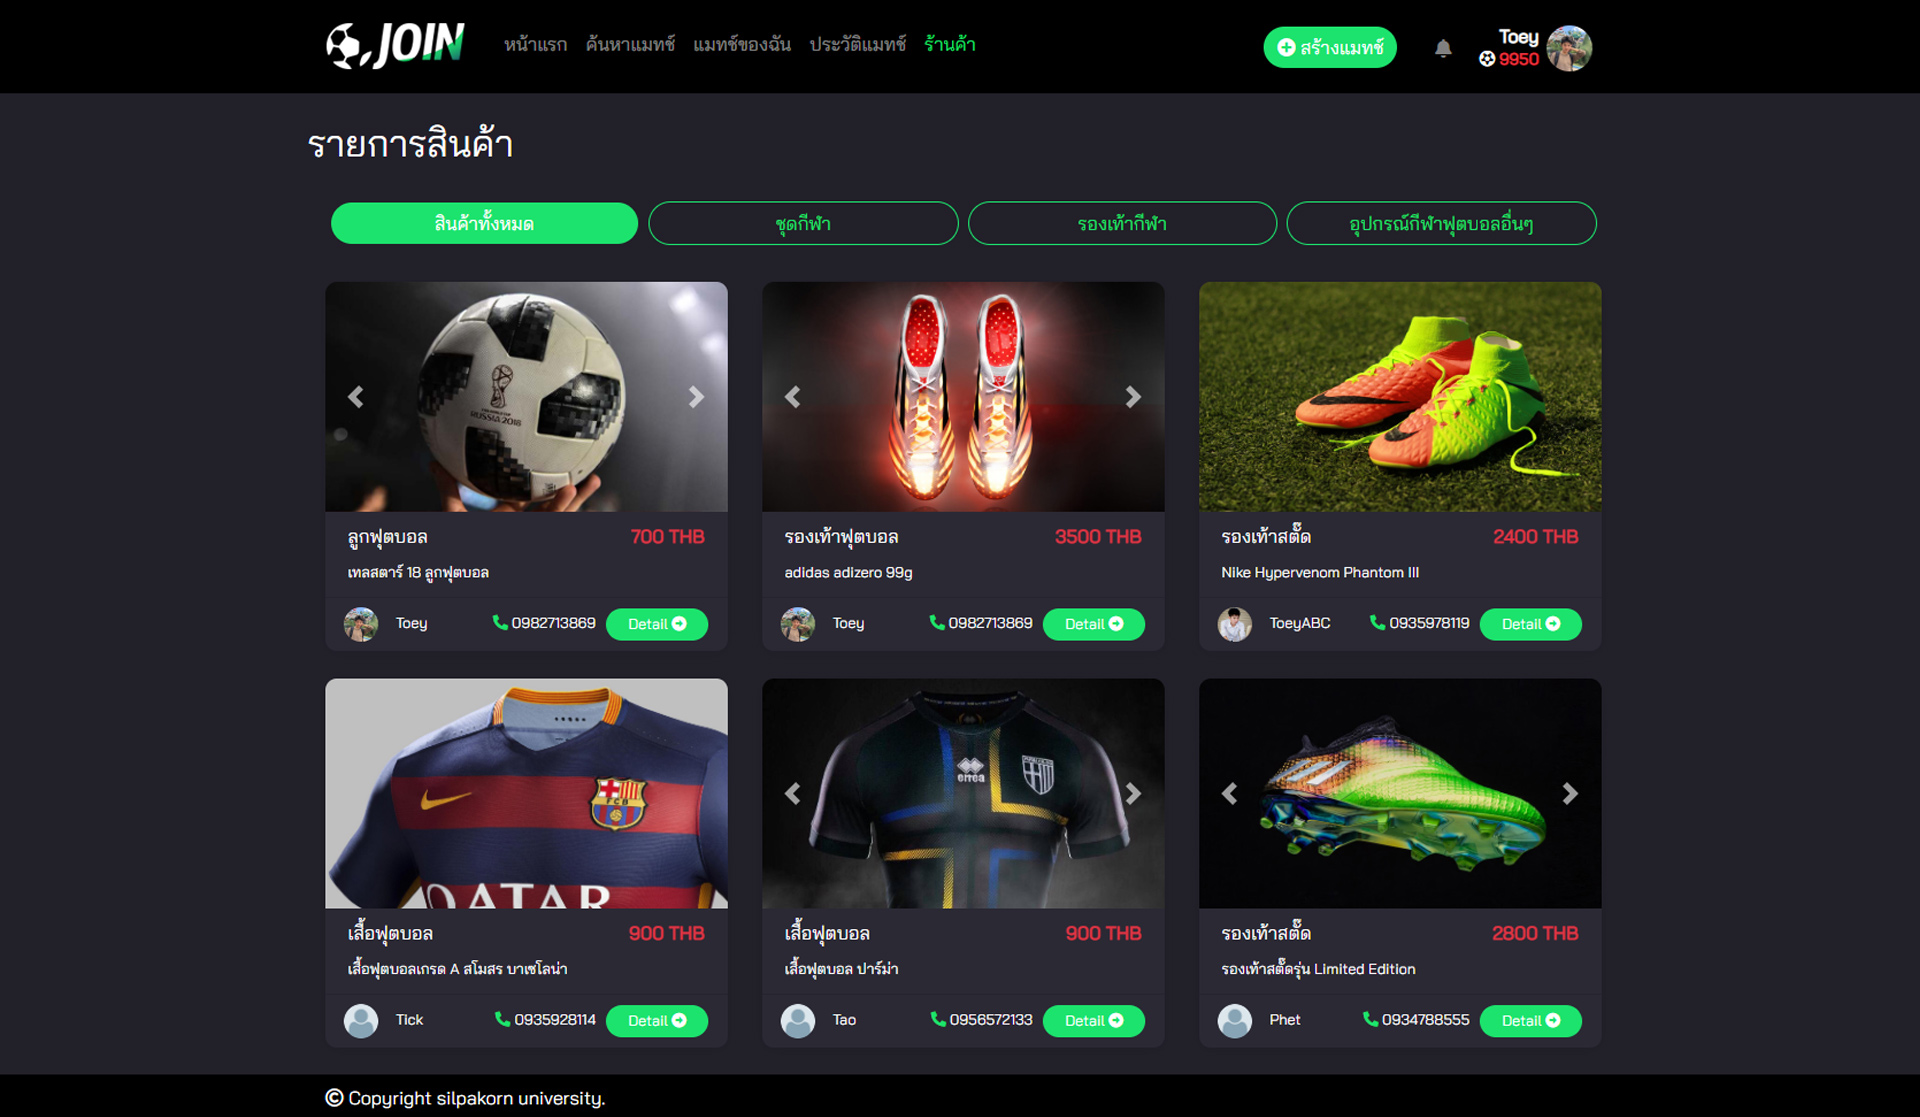 JOIN
หน้าแรก ค้นหาแมทช์ แมทช์ของฉัน ประวัติแมทช์ ร้านค้า
สร้างแมทช์
Toey
9950
รายการสินค้า
สินค้าทั้งหมด
ชุดกีฬา
รองเท้ากีฬา
อุปกรณ์กีฬาฟุตบอลอื่นๆ
RUSSIA 2018
ลูกฟุตบอล 700 THB
เทลสตาร์ 18 ลูกฟุตบอล
Toey 0982713869 Detail
รองเท้าฟุตบอล 3500 THB
adidas adizero 99g
Toey 0982713869 Detail
รองเท้าสตั๊ด 2400 THB
Nike Hypervenom Phantom III
ToeyABC 0935978119 Detail
FCB
QATAR
เสื้อฟุตบอล 900 THB
เสื้อฟุตบอลเกรด A สโมสร บาเซโลน่า
Tick 0935928114 Detail
errea
เสื้อฟุตบอล 900 THB
เสื้อฟุตบอล ปาร์ม่า
Tao 0956572133 Detail
รองเท้าสตั๊ด 2800 THB
รองเท้าสตั๊ดรุ่น Limited Edition
Phet 0934788555 Detail
© Copyright silpakorn university.